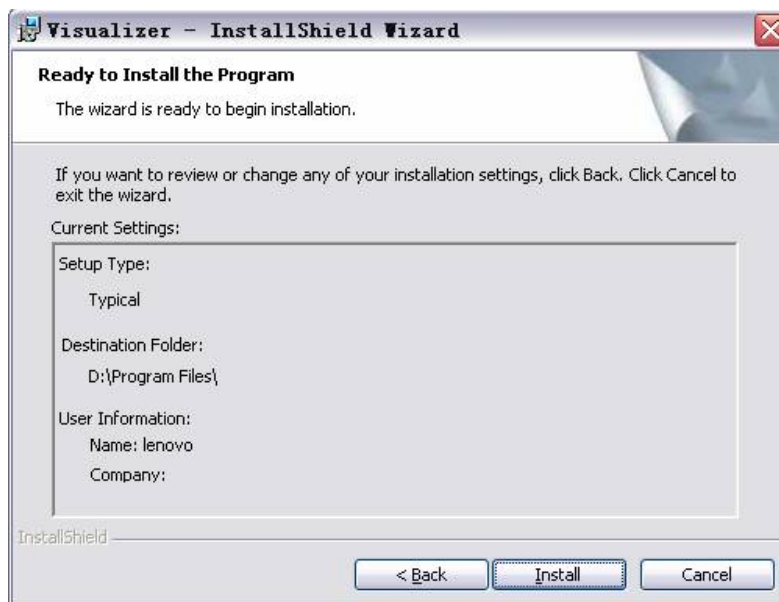 Visualizer - InstallShield Wizard
Ready to Install the Program
The wizard is ready to begin installation.
If you want to review or change any of your installation settings, click Back. Click Cancel to
exit the wizard.
Current Settings:
Setup Type:
Typical
Destination Folder:
D:\Program Files\
User Information:
Name: lenovo
Company:
InstallShield
< Back
Install
Cancel